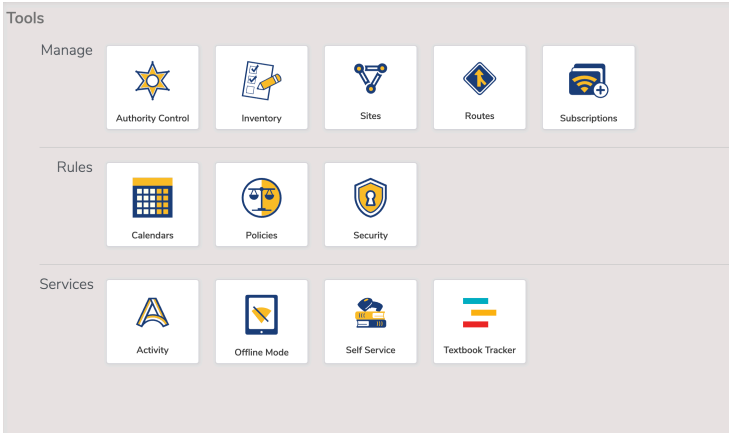 Tools
Manage
Authority Control
Inventory
Sites
Routes
Subscriptions
Rules
Calendars
Policies
Security
Services
Activity
Offline Mode
Self Service
Textbook Tracker